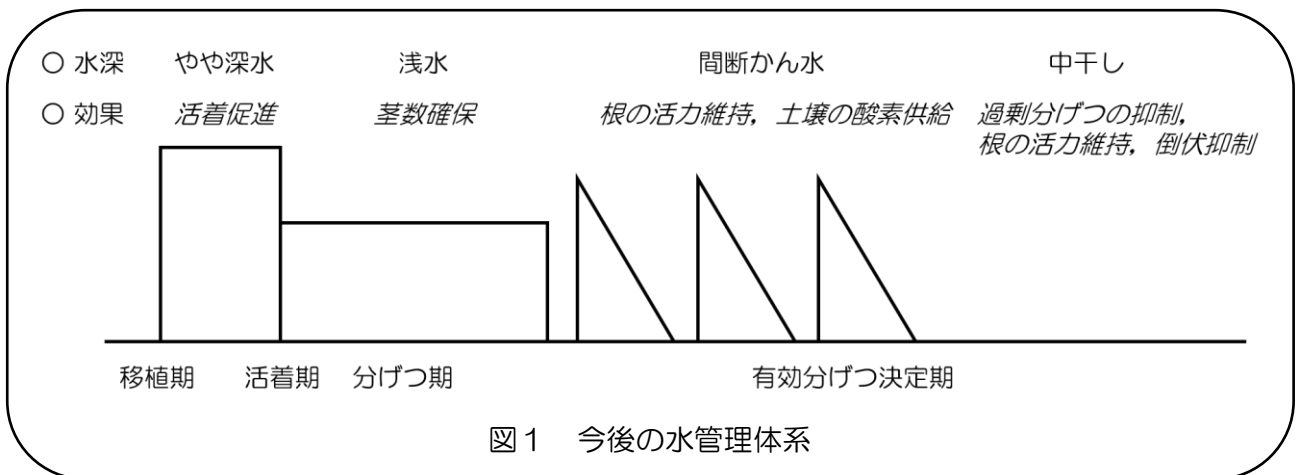 ○ 水深 やや深水 浅水 間断かん水 中干し
○ 効果 活着促進 茎数確保 根の活力維持，土壌の酸素供給 過剰分げつの抑制，
根の活力維持，倒伏抑制
移植期 活着期 分げつ期 有効分げつ決定期
図１ 今後の水管理体系